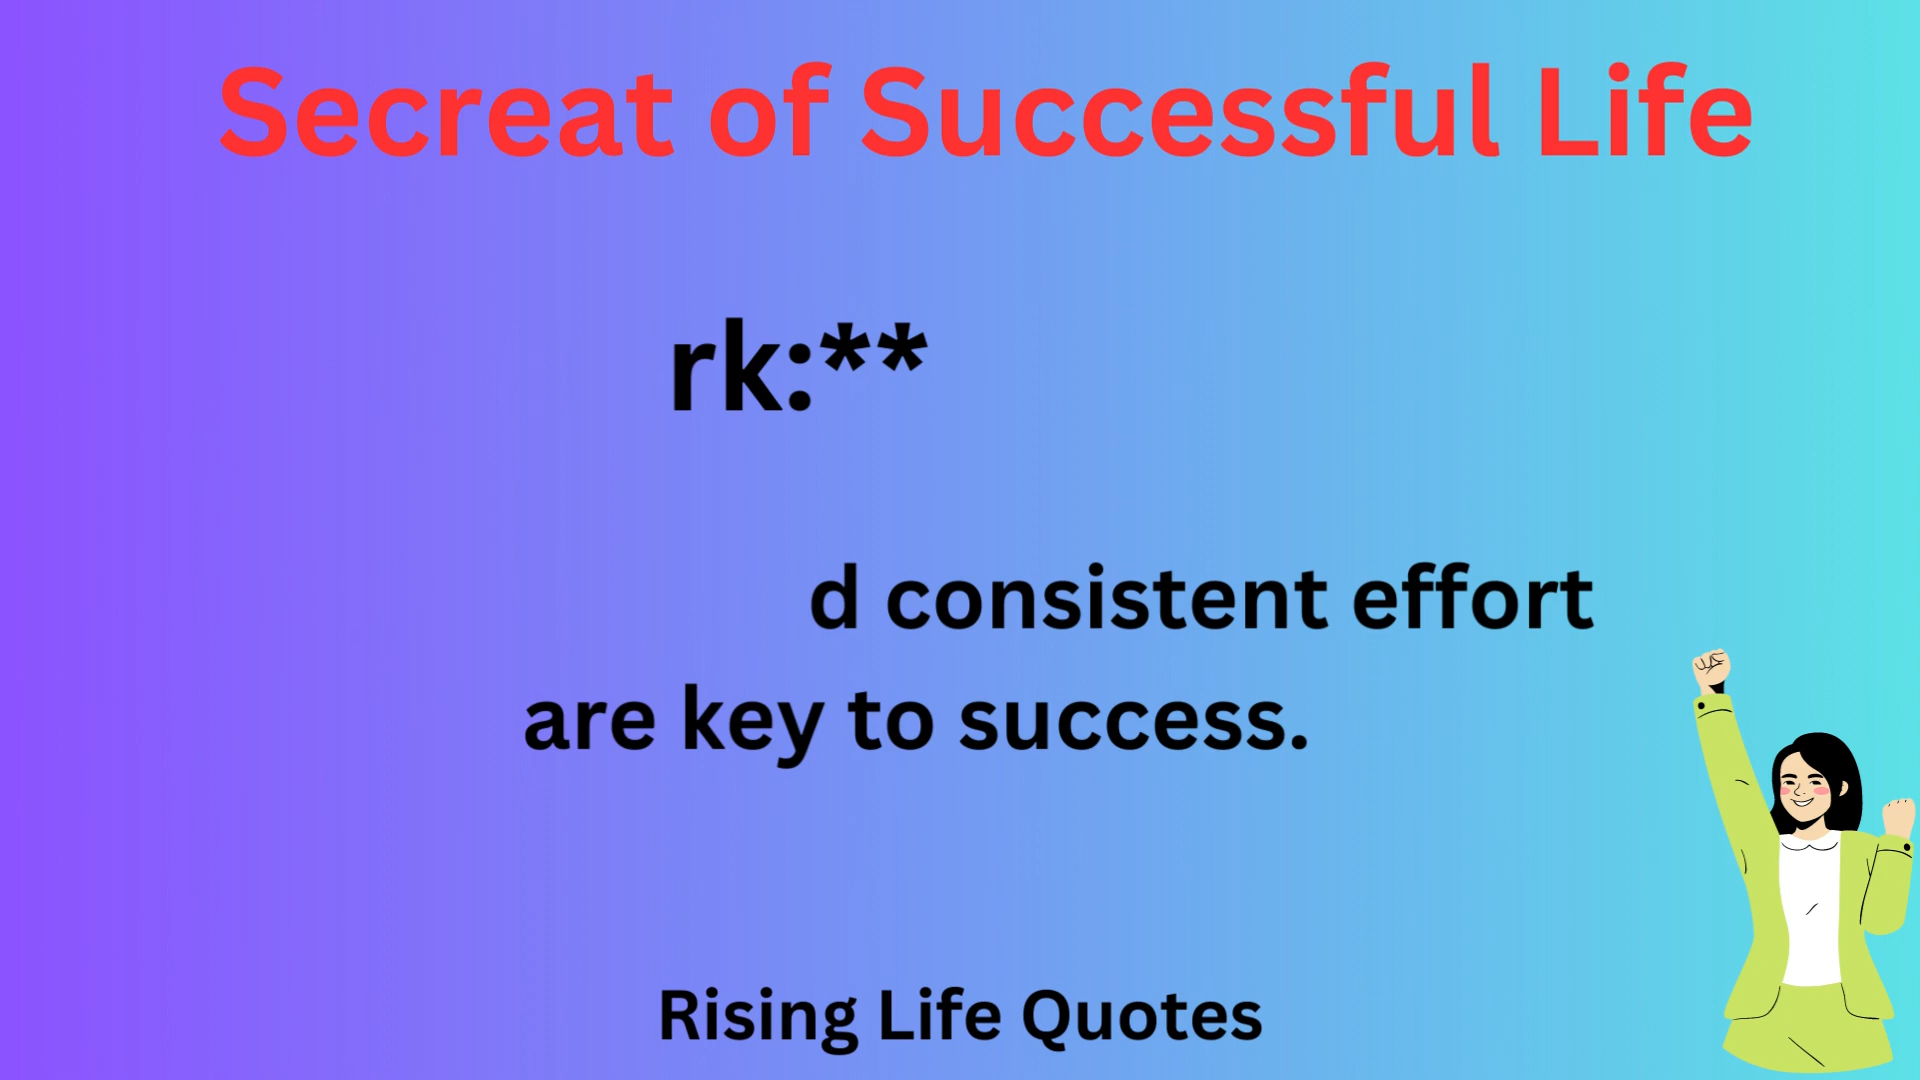 Secreat of Successful Life
rk:**
d consistent effort
are key to success.
Rising Life Quotes